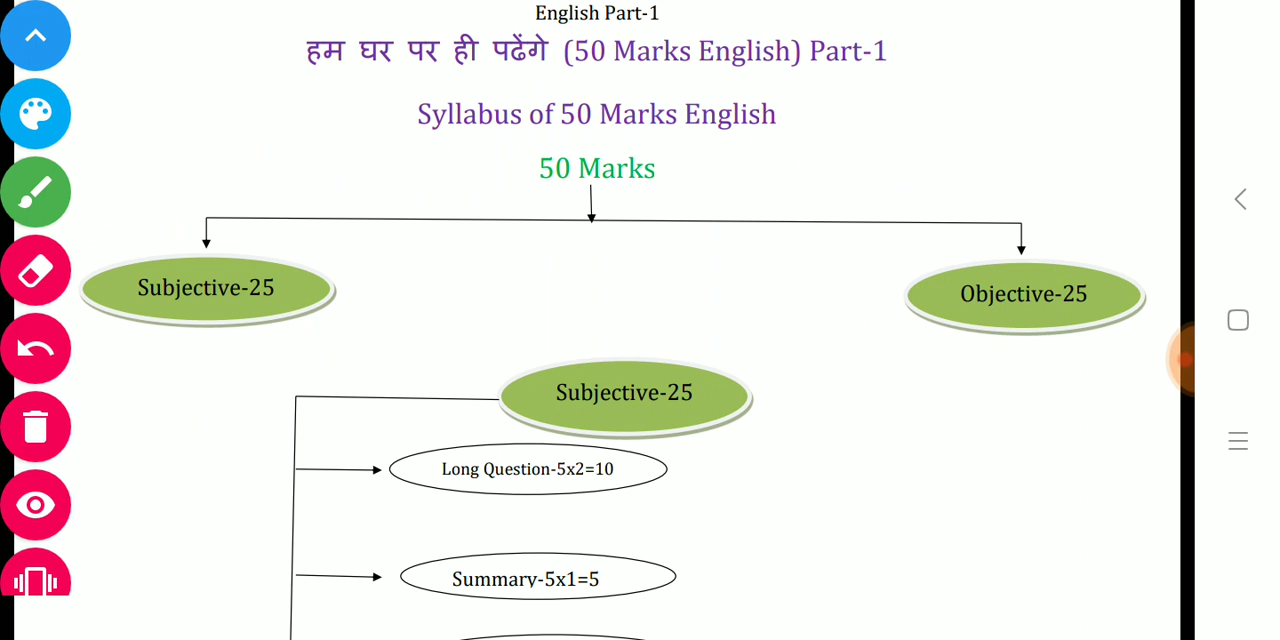 English Part-1
हम घर पर ही पढेंगे (50 Marks English) Part-1
Syllabus of 50 Marks English
50 Marks
Subjective-25
Objective-25
Subjective-25
Long Question-5x2=10
Summary-5x1=5